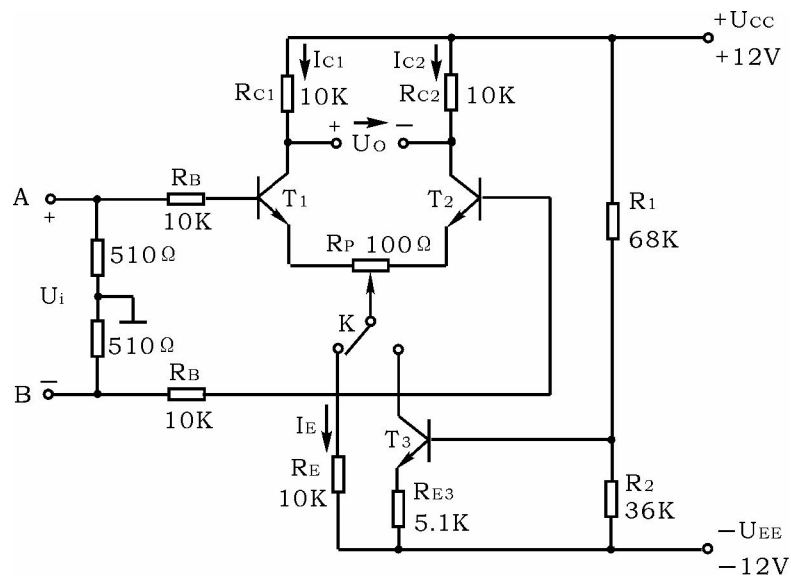 +UCC
+12V
IC1
IC2
RC1
10K
RC2
10K
+
−
UO
A
+
RB
10K
T1
T2
R1
68K
RP 100Ω
510Ω
Ui
K
510Ω
B
−
RB
10K
IE
T3
RE
10K
RE3
5.1K
R2
36K
−UEE
−12V